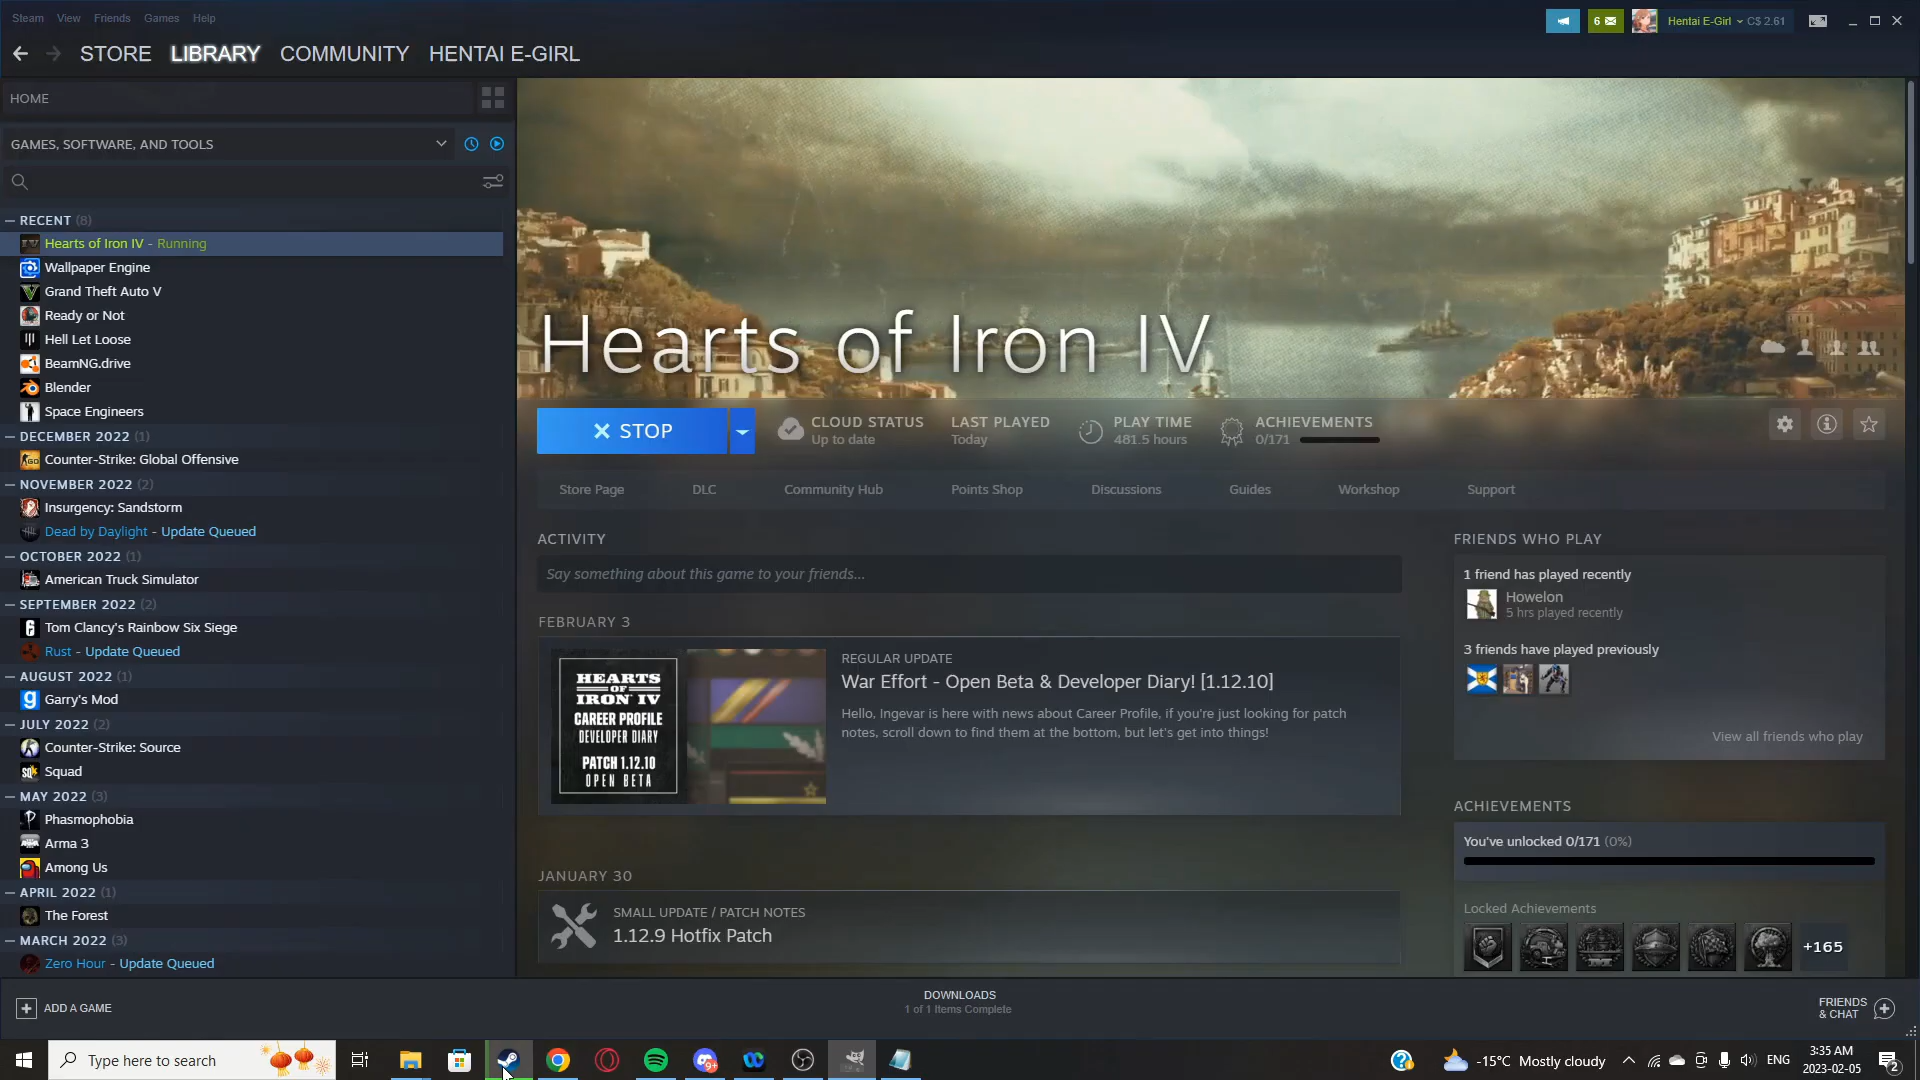 Steam View Friends Games Help
6
Hentai E-Girl C$ 2.61
STORE LIBRARY COMMUNITY HENTAI E-GIRL
HOME
GAMES, SOFTWARE, AND TOOLS
RECENT (8)
Hearts of Iron IV - Running
Wallpaper Engine
Grand Theft Auto V
Ready or Not
Hell Let Loose
BeamNG.drive
Blender
Space Engineers
DECEMBER 2022 (1)
Counter-Strike: Global Offensive
NOVEMBER 2022 (2)
Insurgency: Sandstorm
Dead by Daylight - Update Queued
OCTOBER 2022 (1)
American Truck Simulator
SEPTEMBER 2022 (2)
Tom Clancy's Rainbow Six Siege
Rust - Update Queued
AUGUST 2022 (1)
Garry's Mod
JULY 2022 (2)
Counter-Strike: Source
Squad
MAY 2022 (3)
Phasmophobia
Arma 3
Among Us
APRIL 2022 (1)
The Forest
MARCH 2022 (3)
Zero Hour - Update Queued
Hearts of Iron IV
STOP
CLOUD STATUS
Up to date
LAST PLAYED
Today
PLAY TIME
481.5 hours
ACHIEVEMENTS
0/171
Store Page DLC Community Hub Points Shop Discussions Guides Workshop Support
ACTIVITY
Say something about this game to your friends...
FEBRUARY 3
HEARTS
OF
IRON IV
CAREER PROFILE
DEVELOPER DIARY
PATCH 1.12.10
OPEN BETA
REGULAR UPDATE
War Effort - Open Beta & Developer Diary! [1.12.10]
Hello, Ingevar is here with news about Career Profile, if you're just looking for patch
notes, scroll down to find them at the bottom, but let's get into things!
JANUARY 30
SMALL UPDATE / PATCH NOTES
1.12.9 Hotfix Patch
FRIENDS WHO PLAY
1 friend has played recently
Howelon
5 hrs played recently
3 friends have played previously
View all friends who play
ACHIEVEMENTS
You've unlocked 0/171 (0%)
Locked Achievements
+165
ADD A GAME
DOWNLOADS
1 of 1 Items Complete
FRIENDS
& CHAT
Type here to search
9+
-15°C Mostly cloudy
ENG
3:35 AM
2023-02-05
2